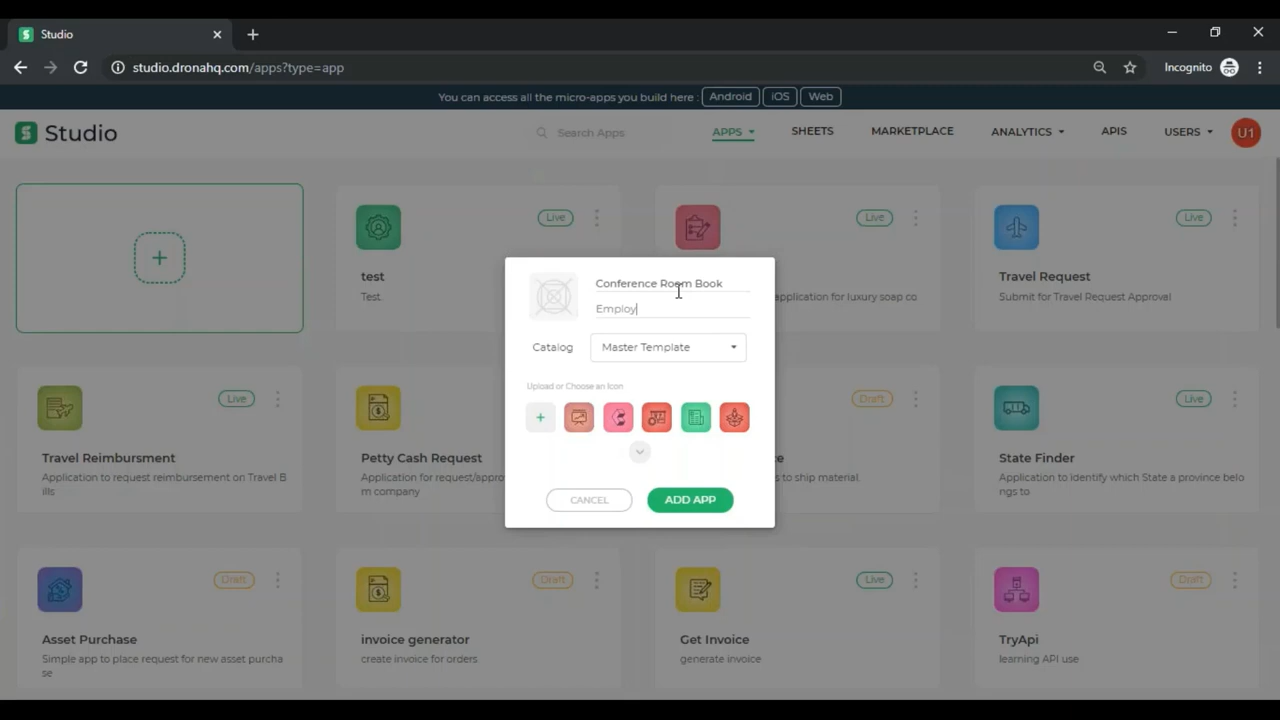 Studio
studio.dronahq.com/apps?type=app
Incognito
You can access all the micro-apps you build here :
Android
iOS
Web
Studio
Search Apps
APPS
SHEETS
MARKETPLACE
ANALYTICS
APIS
USERS
U1
test
Test
Live
Live
application for luxury soap co
Travel Request
Submit for Travel Request Approval
Live
Conference Room Book
Employ
Catalog
Master Template
Upload or Choose an Icon
CANCEL
ADD APP
Travel Reimbursment
Application to request reimbursment on Travel B
ills
Live
Petty Cash Request
Application for request/appro
m company
Draft
to ship material.
State Finder
Application to identify which State a province belo
ngs to
Live
Asset Purchase
Simple app to place request for new asset purcha
se
Draft
invoice generator
create invoice for orders
Draft
Get Invoice
generate invoice
Live
TryApi
learning API use
Draft